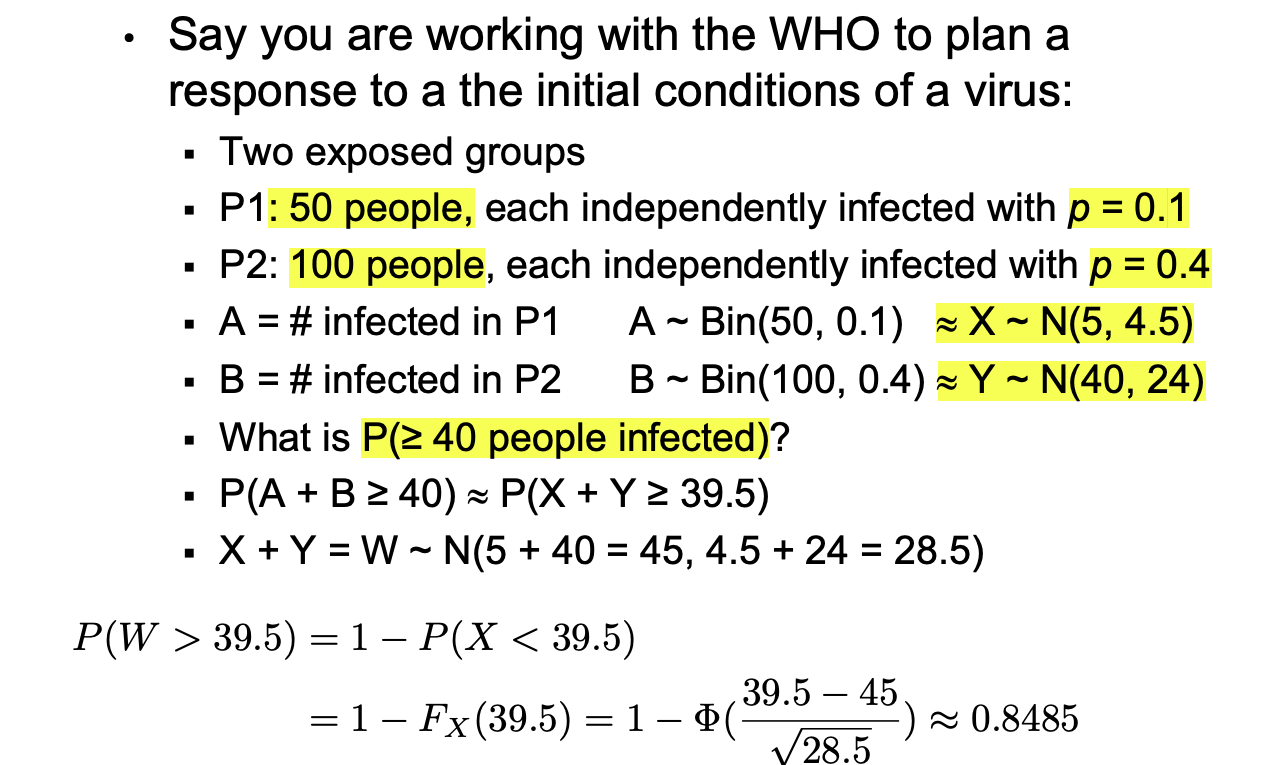 • Say you are working with the WHO to plan a
response to a the initial conditions of a virus:
▪ Two exposed groups
▪ P1: 50 people, each independently infected with p = 0.1
▪ P2: 100 people, each independently infected with p = 0.4
▪ A = # infected in P1 A ~ Bin(50, 0.1) ≈ X ~ N(5, 4.5)
▪ B = # infected in P2 B ~ Bin(100, 0.4) ≈ Y ~ N(40, 24)
▪ What is P(≥ 40 people infected)?
▪ P(A + B ≥ 40) ≈ P(X + Y ≥ 39.5)
▪ X + Y = W ~ N(5 + 40 = 45, 4.5 + 24 = 28.5)
P(W > 39.5) = 1 − P(X < 39.5)
= 1 − F_X(39.5) = 1 − Φ((39.5 − 45)/√28.5) ≈ 0.8485